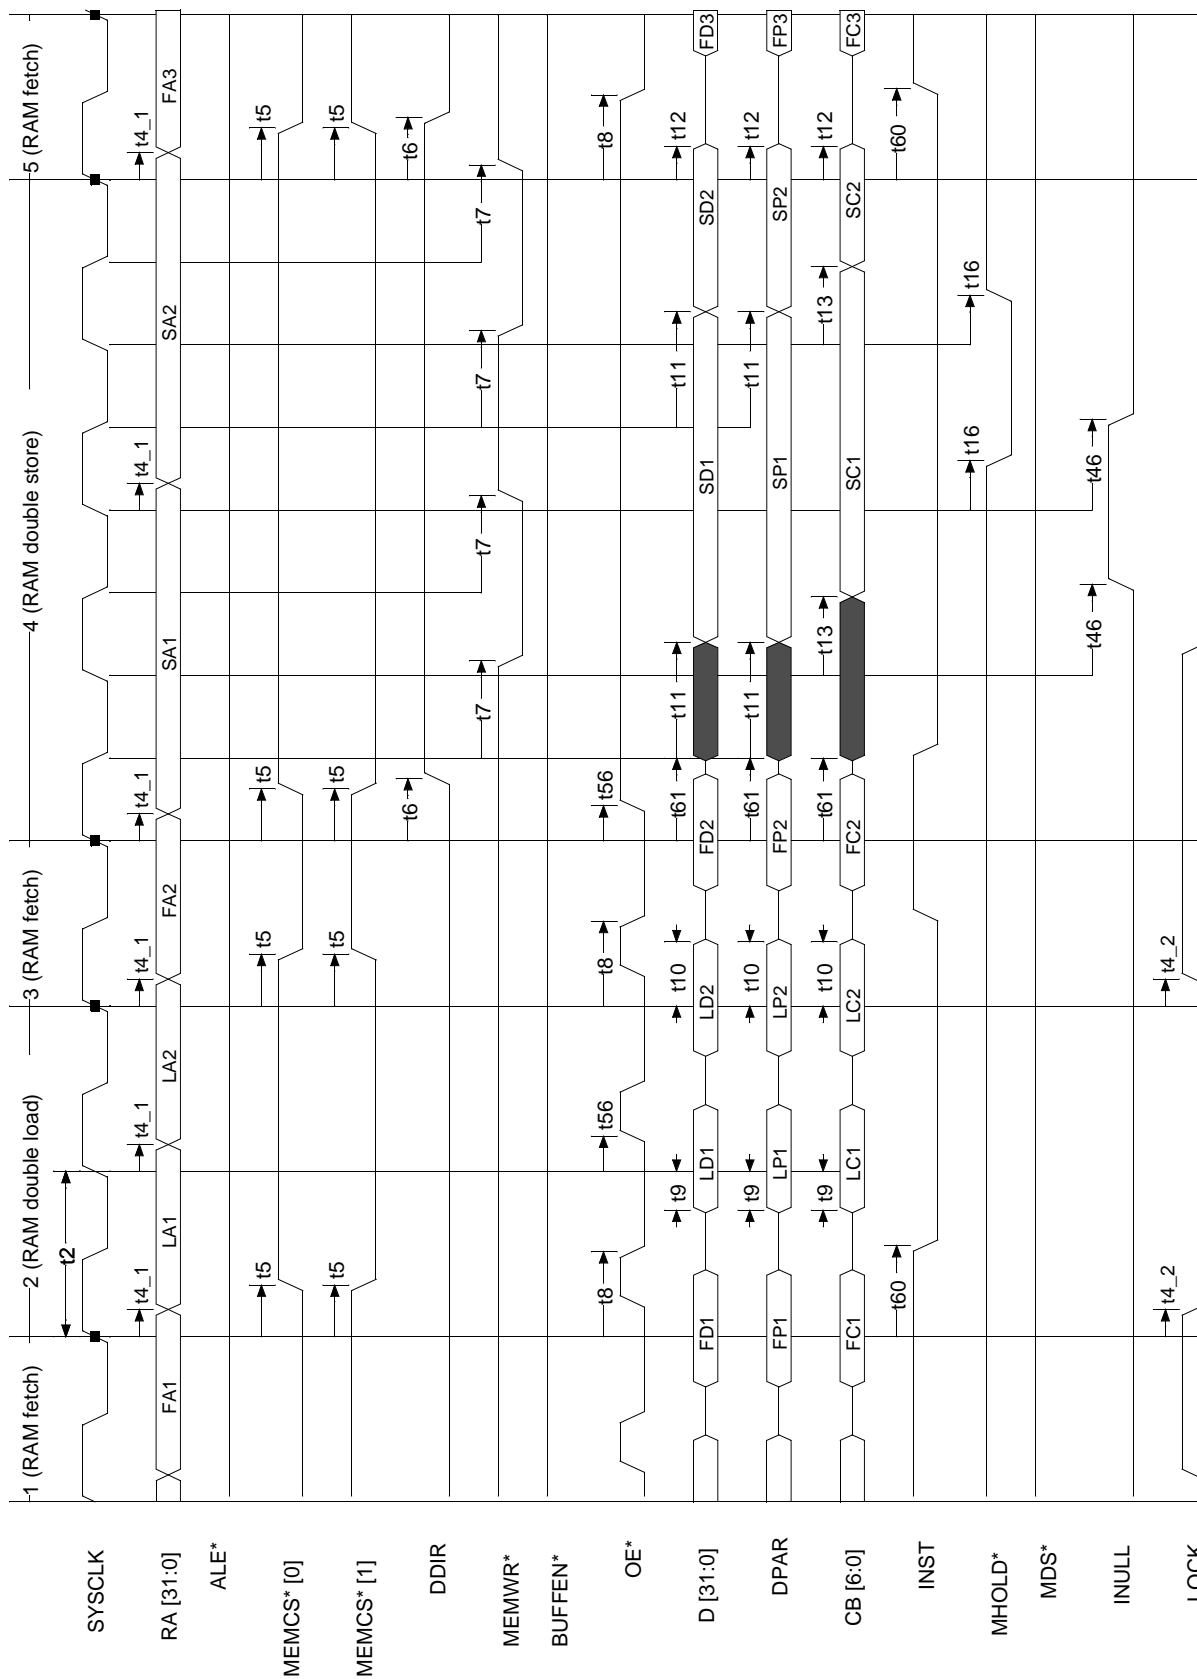 1 (RAM fetch) 2 (RAM double load) 3 (RAM fetch) 4 (RAM double store) 5 (RAM fetch)
t2
SYSCLK
t4_1 t4_1 t4_1 t4_1 t4_1 t4_1
RA [31:0] FA1 LA1 LA2 FA2 SA1 SA2 FA3
ALE*
t5 t5 t5 t5
MEMCS* [0]
t5 t5 t5 t5
MEMCS* [1]
t6 t6
DDIR
t7 t7 t7 t7
MEMWR*
BUFFEN*
t8 t56 t8 t56 t8
OE*
t9 t10 t61 t11 t11 t12
D [31:0] FD1 LD1 LD2 FD2 SD1 SD2 FD3
t9 t10 t61 t11 t11 t12
DPAR FP1 LP1 LP2 FP2 SP1 SP2 FP3
t9 t10 t61 t13 t13 t12
CB [6:0] FC1 LC1 LC2 FC2 SC1 SC2 FC3
t60 t60
INST
t16 t16
MHOLD*
MDS*
t46 t46
INULL
t4_2 t4_2
LOCK